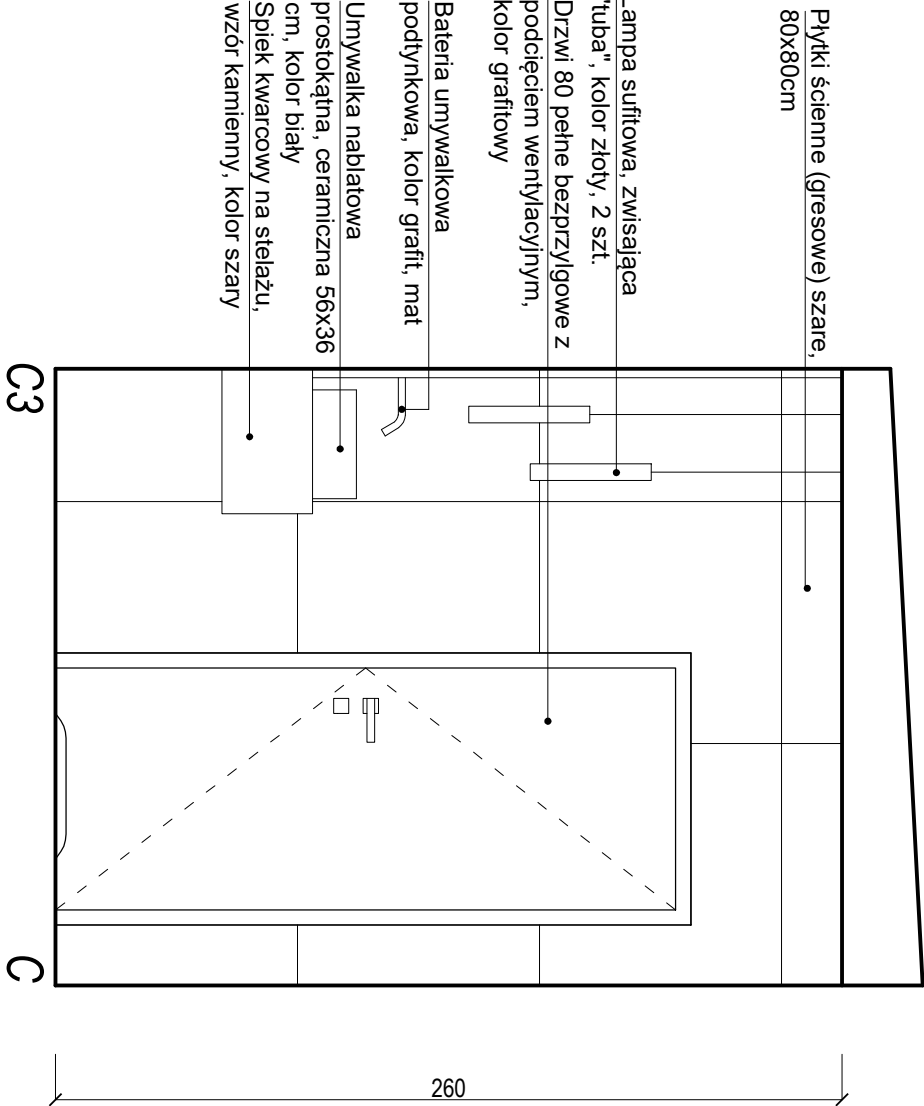 Płytki ścienne (gresowe) szare,
80x80cm
Lampa sufitowa, zwisająca
"tuba", kolor złoty, 2 szt.
Drzwi 80 pełne bezprzylgowe z
podcięciem wentylacyjnym,
kolor grafitowy
Bateria umywalkowa
podtynkowa, kolor grafit, mat
Umywalka nablatowa
prostokątna, ceramiczna 56x36
cm, kolor biały
Spiek kwarcowy na stelażu,
wzór kamienny, kolor szary
C3
C
260